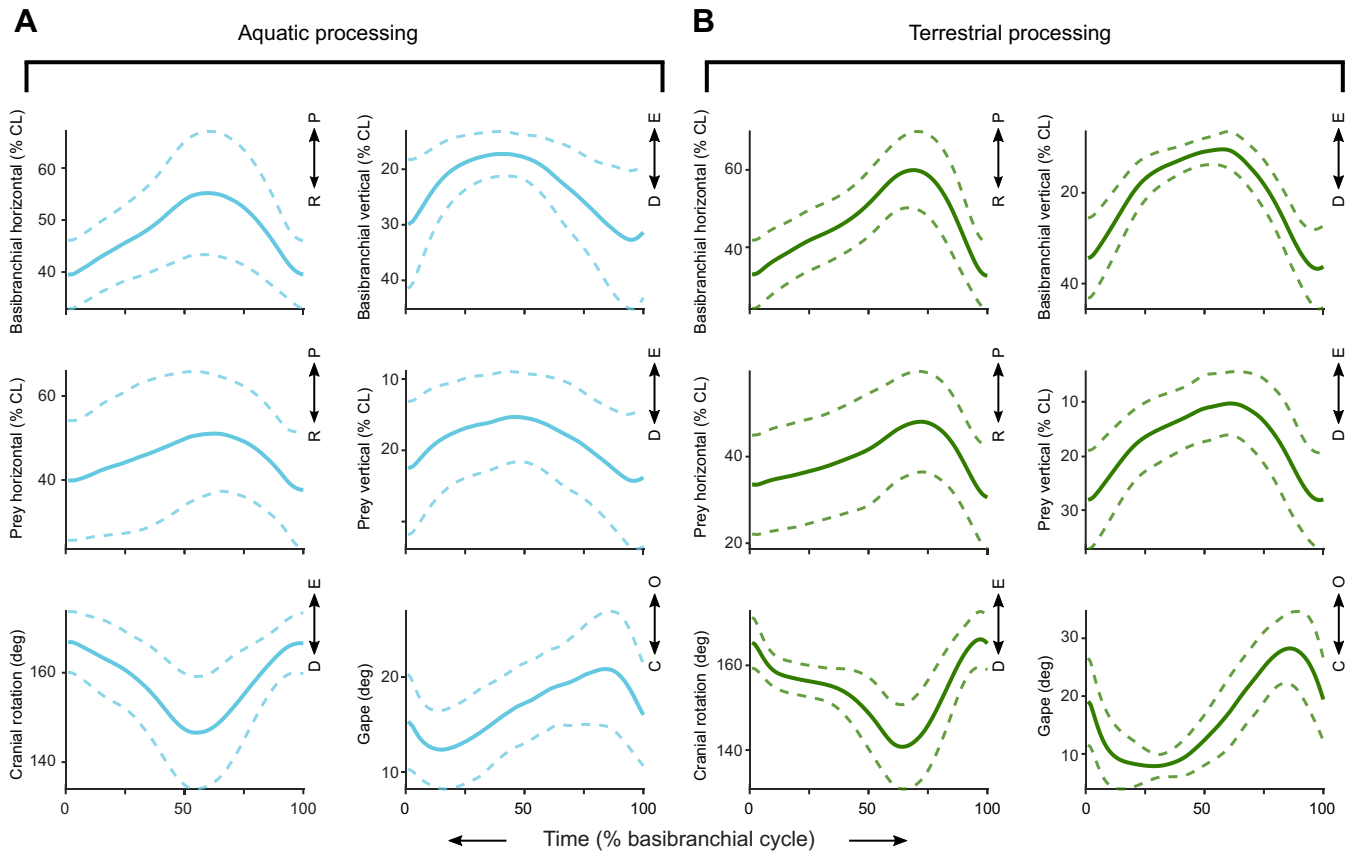 A
Aquatic processing
B
Terrestrial processing
Basibranchial horizontal (% CL)
60
50
40
P
R
Basibranchial vertical (% CL)
20
30
40
E
D
Basibranchial horizontal (% CL)
60
40
P
R
Basibranchial vertical (% CL)
20
40
E
D
Prey horizontal (% CL)
60
40
P
R
Prey vertical (% CL)
10
20
E
D
Prey horizontal (% CL)
40
20
P
R
Prey vertical (% CL)
10
20
30
E
D
Cranial rotation (deg)
160
140
E
D
0
50
100
Gape (deg)
20
10
O
C
0
50
100
Cranial rotation (deg)
160
140
E
D
0
50
100
Gape (deg)
30
20
10
O
C
0
50
100
Time (% basibranchial cycle)